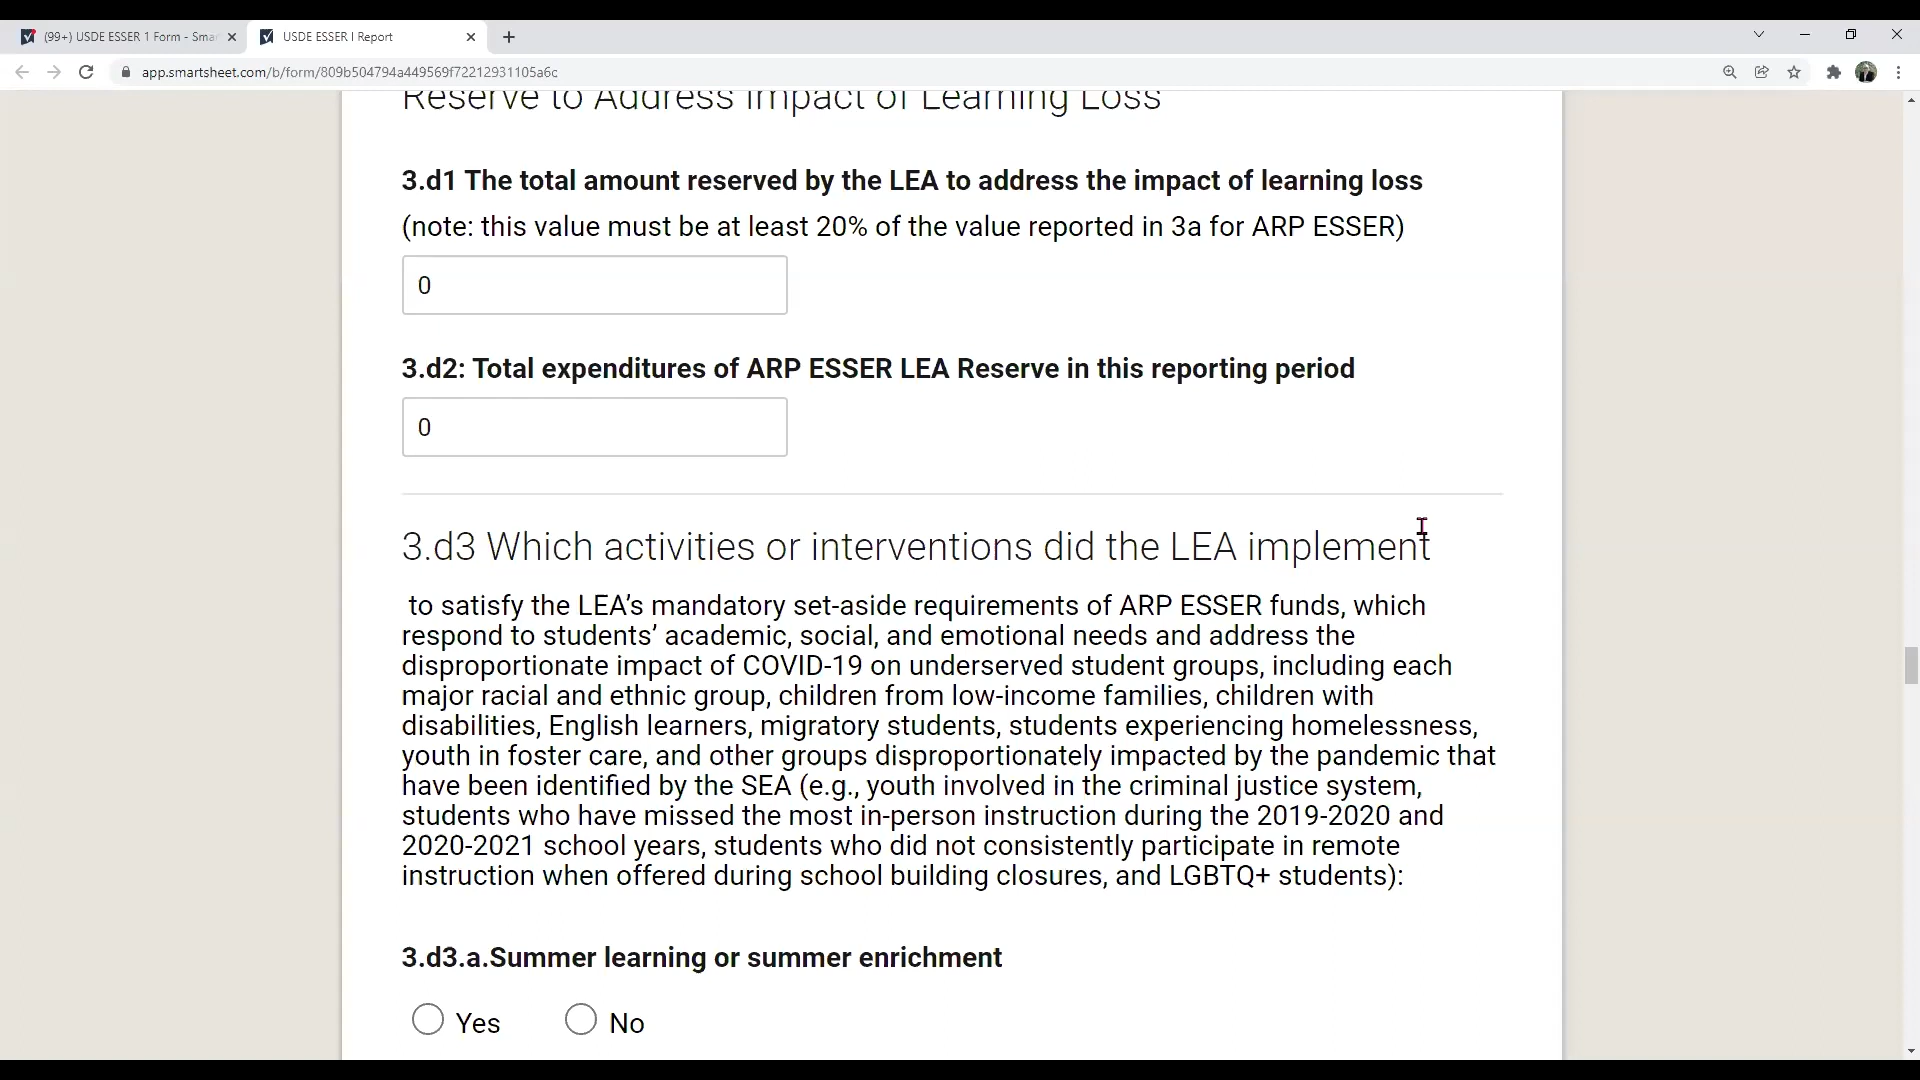 (99+) USDE ESSER 1 Form - Sma
USDE ESSER I Report
app.smartsheet.com/b/form/809b504794a449569f72212931105a6c
Reserve to Address Impact of Learning Loss
3.d1 The total amount reserved by the LEA to address the impact of learning loss
(note: this value must be at least 20% of the value reported in 3a for ARP ESSER)
0
3.d2: Total expenditures of ARP ESSER LEA Reserve in this reporting period
0
3.d3 Which activities or interventions did the LEA implement
to satisfy the LEA’s mandatory set-aside requirements of ARP ESSER funds, which
respond to students’ academic, social, and emotional needs and address the
disproportionate impact of COVID-19 on underserved student groups, including each
major racial and ethnic group, children from low-income families, children with
disabilities, English learners, migratory students, students experiencing homelessness,
youth in foster care, and other groups disproportionately impacted by the pandemic that
have been identified by the SEA (e.g., youth involved in the criminal justice system,
students who have missed the most in-person instruction during the 2019-2020 and
2020-2021 school years, students who did not consistently participate in remote
instruction when offered during school building closures, and LGBTQ+ students):
3.d3.a.Summer learning or summer enrichment
Yes No